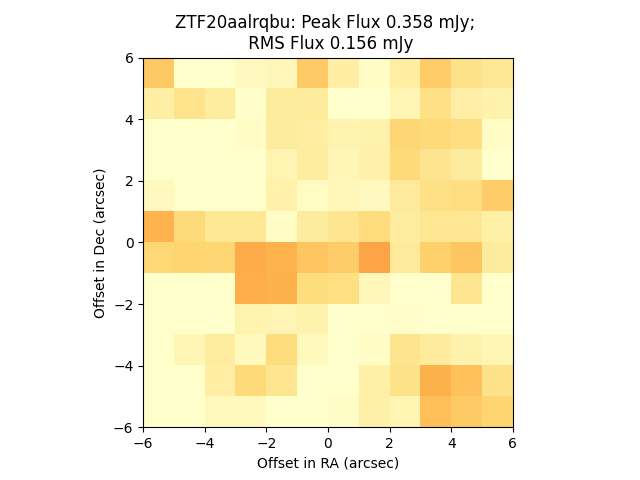 ZTF20aalrqbu: Peak Flux 0.358 mJy;
RMS Flux 0.156 mJy
6
4
2
0
−2
−4
−6
Offset in Dec (arcsec)
−6 −4 −2 0 2 4 6
Offset in RA (arcsec)